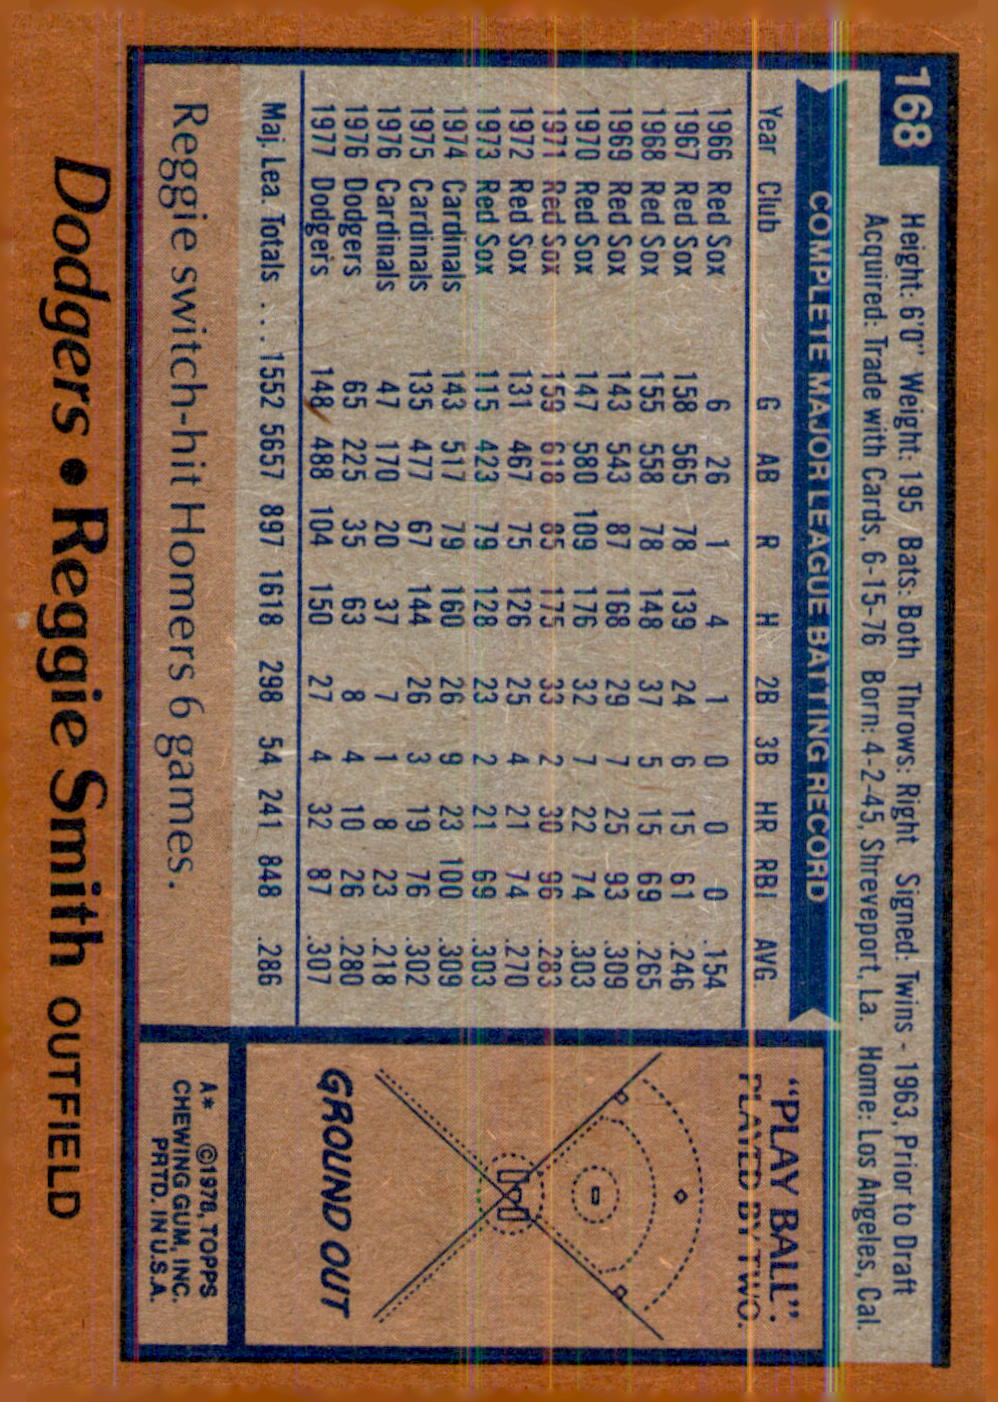 168
Height: 6'0" Weight: 195 Bats: Both Throws: Right Signed: Twins - 1963, Prior to Draft
Acquired: Trade with Cards, 6-15-76 Born: 4-2-45, Shreveport, La. Home: Los Angeles, Cal.
COMPLETE MAJOR LEAGUE BATTING RECORD
Year Club G AB R H 2B 3B HR RBI AVG.
1966 Red Sox 6 26 1 4 1 0 0 0 .154
1967 Red Sox 158 565 78 139 24 6 15 61 .246
1968 Red Sox 155 558 78 148 37 5 15 69 .265
1969 Red Sox 143 543 87 168 29 7 25 93 .309
1970 Red Sox 147 580 109 176 32 7 22 74 .303
1971 Red Sox 159 618 85 175 33 2 30 96 .283
1972 Red Sox 131 467 75 126 25 4 21 74 .270
1973 Red Sox 115 423 79 128 23 2 21 69 .303
1974 Cardinals 143 517 79 160 26 9 23 100 .309
1975 Cardinals 135 477 67 144 26 3 19 76 .302
1976 Cardinals 47 170 20 37 7 1 8 23 .218
1976 Dodgers 65 225 35 63 8 4 10 26 .280
1977 Dodgers 148 488 104 150 27 4 32 87 .307
Maj. Lea. Totals ... 1552 5657 897 1618 298 54 241 848 .286
Reggie switch-hit Homers 6 games.
"PLAY BALL":
PLAYED BY TWO.
GROUND OUT
A* ©1978, TOPPS
CHEWING GUM, INC.
PRTD. IN U.S.A.
Dodgers • Reggie Smith OUTFIELD